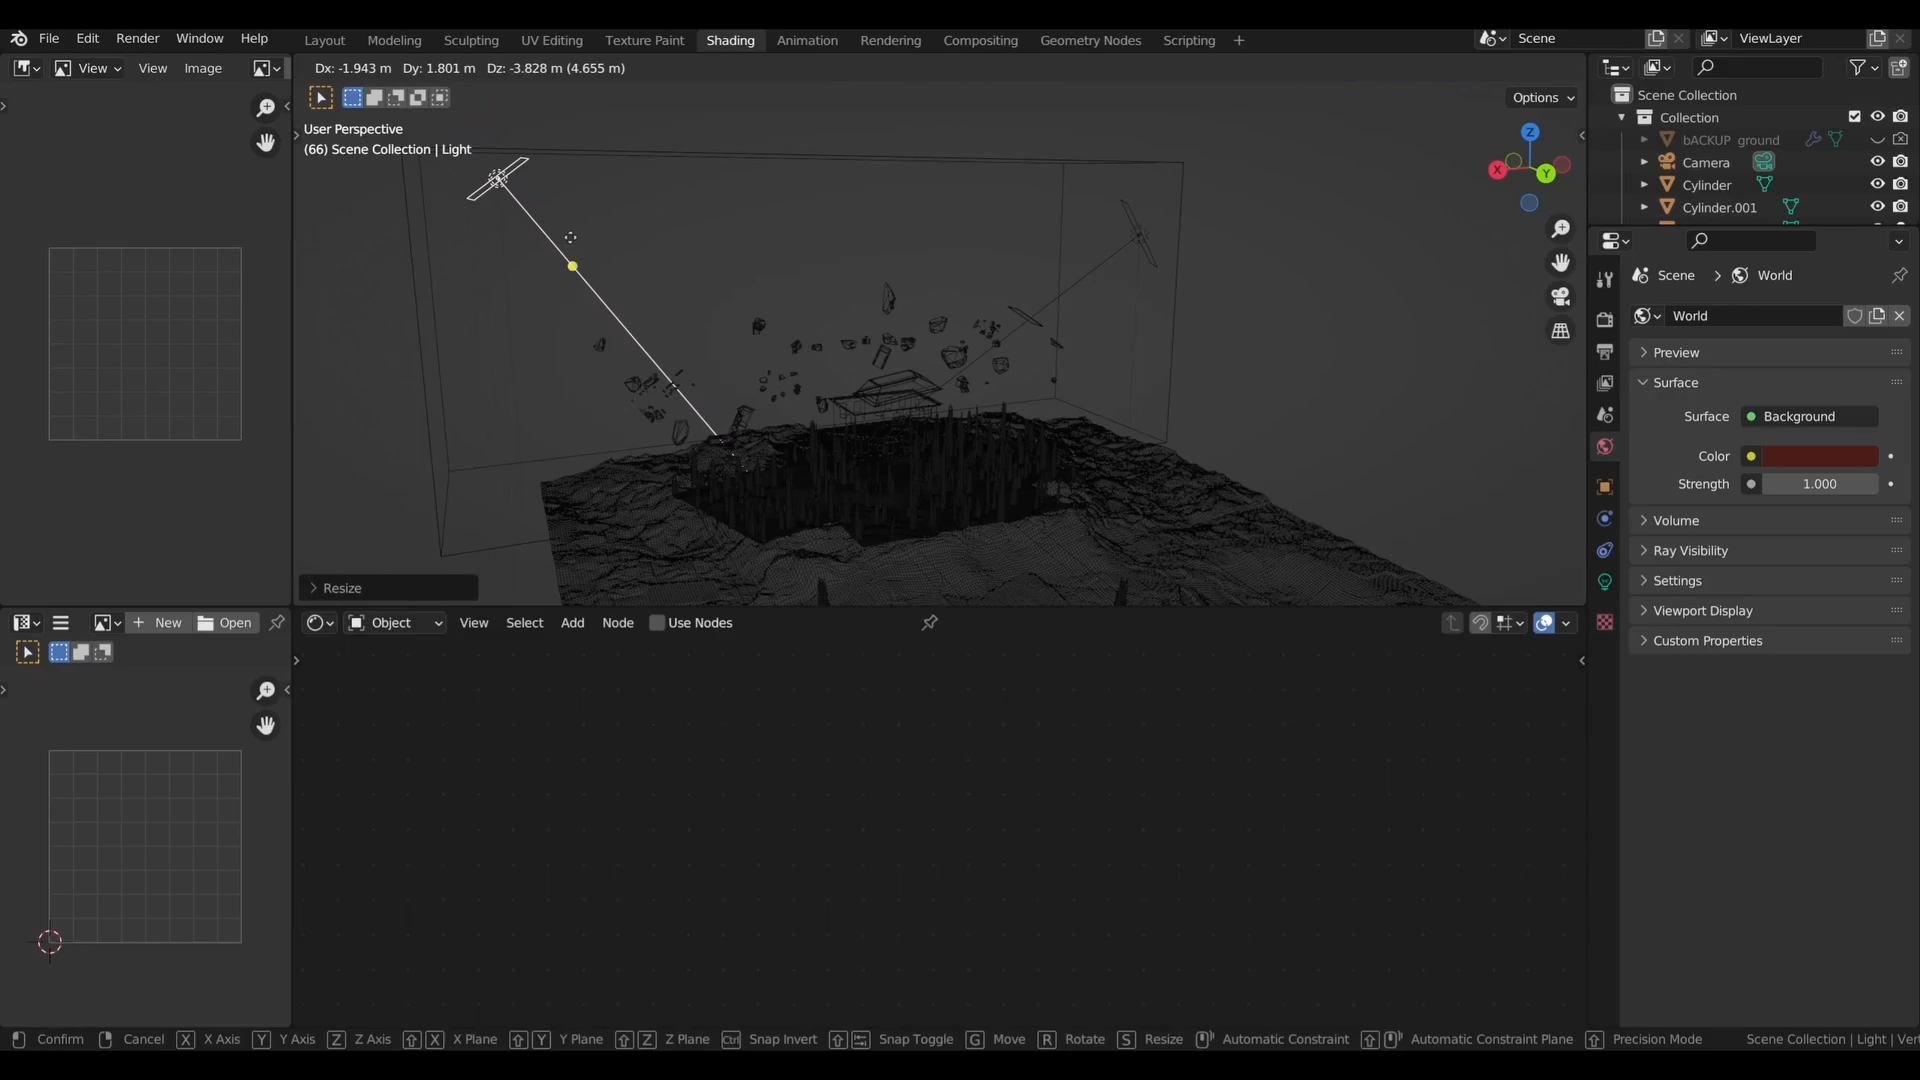 File Edit Render Window Help
Layout Modeling Sculpting UV Editing Texture Paint Shading Animation Rendering Compositing Geometry Nodes Scripting +
Scene
ViewLayer
View View Image
Dx: -1.943 m Dy: 1.801 m Dz: -3.828 m (4.655 m)
Options
User Perspective
(66) Scene Collection | Light
Z
X
Y
Resize
Scene Collection
Collection
bACKUP ground
Camera
Cylinder
Cylinder.001
Scene > World
World
Preview
Surface
Surface Background
Color
Strength 1.000
Volume
Ray Visibility
Settings
Viewport Display
Custom Properties
+ New Open
Object View Select Add Node Use Nodes
Confirm Cancel X X Axis Y Y Axis Z Z Axis X X Plane Y Y Plane Z Z Plane Ctrl Snap Invert Snap Toggle G Move R Rotate S Resize Automatic Constraint Automatic Constraint Plane Precision Mode Scene Collection | Light | Ver